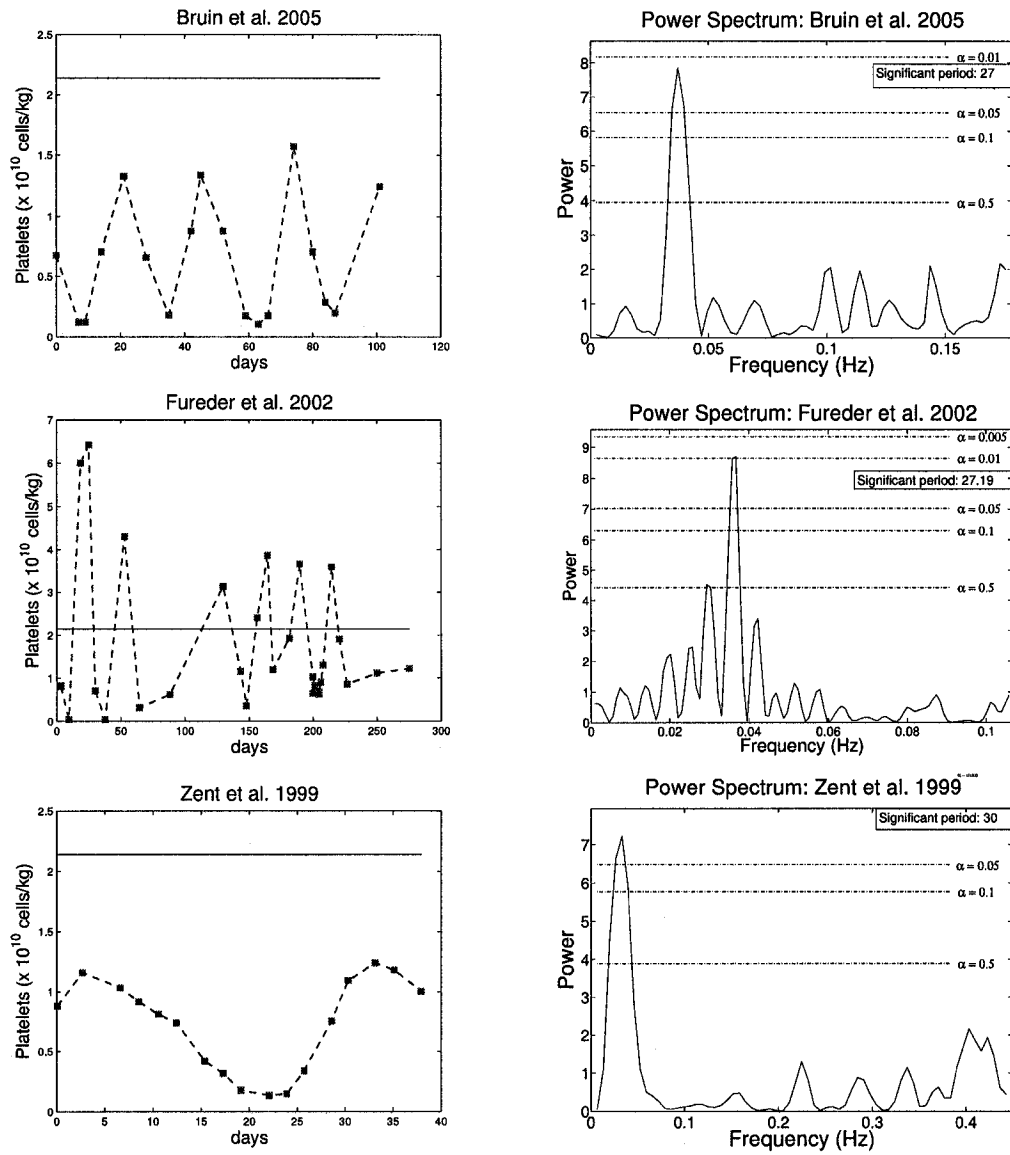 Bruin et al. 2005
2.5
2
1.5
1
0.5
0
Platelets (x 10^10 cells/kg)
0 20 40 60 80 100 120
days
Power Spectrum: Bruin et al. 2005
8
7
6
5
4
3
2
1
0
Power
α = 0.01
Significant period: 27
α = 0.05
α = 0.1
α = 0.5
0 0.05 0.1 0.15
Frequency (Hz)
Fureder et al. 2002
7
6
5
4
3
2
1
0
Platelets (x 10^10 cells/kg)
0 50 100 150 200 250 300
days
Power Spectrum: Fureder et al. 2002
9
8
7
6
5
4
3
2
1
0
Power
α = 0.005
α = 0.01
Significant period: 27.19
α = 0.05
α = 0.1
α = 0.5
0 0.02 0.04 0.06 0.08 0.1
Frequency (Hz)
Zent et al. 1999
2.5
2
1.5
1
0.5
0
Platelets (x 10^10 cells/kg)
0 5 10 15 20 25 30 35 40
days
Power Spectrum: Zent et al. 1999
Significant period: 30
7
6
5
4
3
2
1
0
Power
α = 0.05
α = 0.1
α = 0.5
0 0.1 0.2 0.3 0.4
Frequency (Hz)